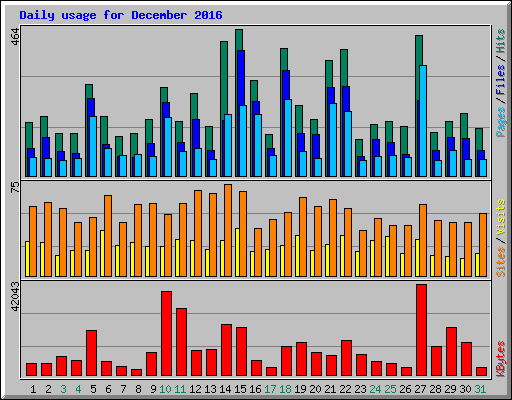 Daily usage for December 2016
464
Pages / Files / Hits
75
Sites / Visits
42043
KBytes
1 2 3 4 5 6 7 8 9 10 11 12 13 14 15 16 17 18 19 20 21 22 23 24 25 26 27 28 29 30 31